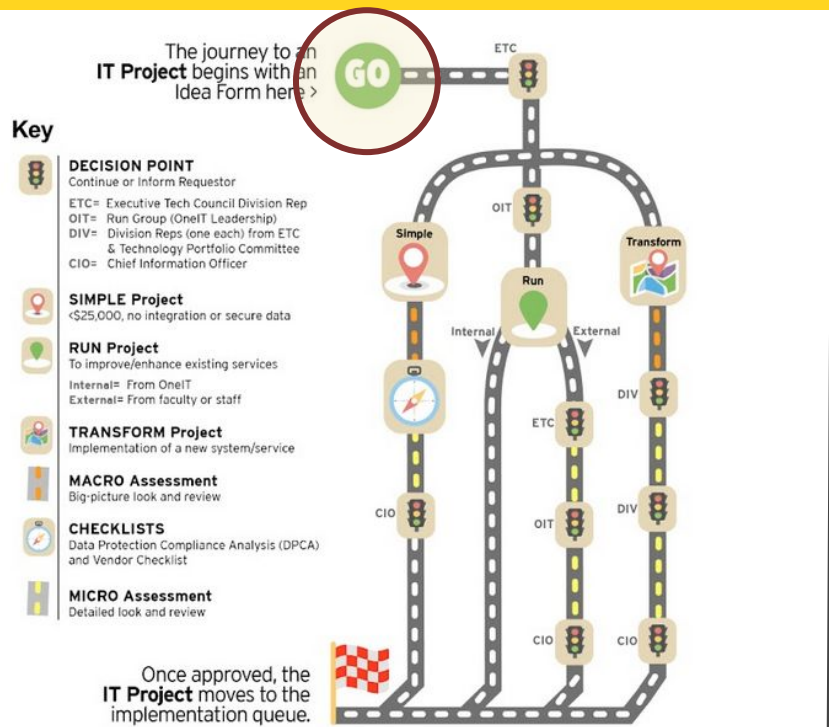 The journey to an
IT Project begins with an
Idea Form here >
GO
ETC
Key
DECISION POINT
Continue or Inform Requestor
ETC= Executive Tech Council Division Rep
OIT= Run Group (OneIT Leadership)
DIV= Division Reps (one each) from ETC
& Technology Portfolio Committee
CIO= Chief Information Officer
SIMPLE Project
<$25,000, no integration or secure data
RUN Project
To improve/enhance existing services
Internal= From OneIT
External= From faculty or staff
TRANSFORM Project
Implementation of a new system/service
MACRO Assessment
Big-picture look and review
CHECKLISTS
Data Protection Compliance Analysis (DPCA)
and Vendor Checklist
MICRO Assessment
Detailed look and review
OIT
Simple
Transform
Run
Internal
External
DIV
ETC
CIO
DIV
OIT
CIO
CIO
Once approved, the
IT Project moves to the
implementation queue.